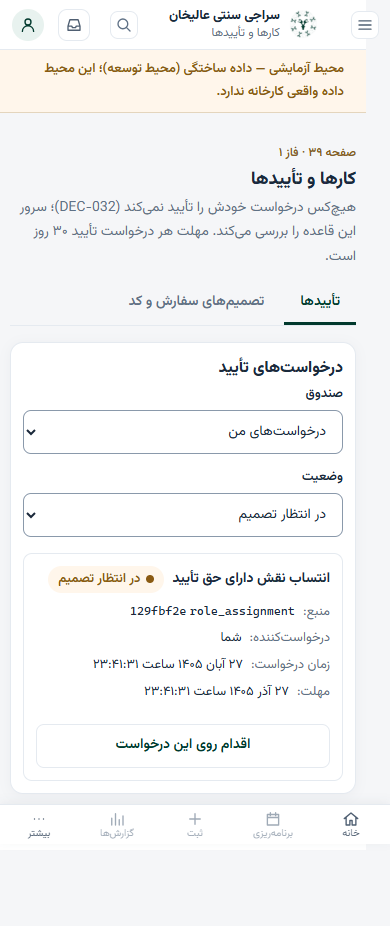 سراجی سنتی عالیخان
کارها و تأییدها
محیط آزمایشی — داده ساختگی (محیط توسعه)؛ این محیط
داده واقعی کارخانه ندارد.
صفحه ۳۹ · فاز ۱
کارها و تأییدها
هیچ‌کس درخواست خودش را تأیید نمی‌کند (DEC-032)؛ سرور
این قاعده را بررسی می‌کند. مهلت هر درخواست تأیید ۳۰ روز
است.
تأییدها
تصمیم‌های سفارش و کد
درخواست‌های تأیید
صندوق
درخواست‌های من
وضعیت
در انتظار تصمیم
انتساب نقش دارای حق تأیید
در انتظار تصمیم
منبع: role_assignment 129fbf2e
درخواست‌کننده: شما
زمان درخواست: ۲۷ آبان ۱۴۰۵ ساعت ۲۳:۴۱:۳۱
مهلت: ۲۷ آذر ۱۴۰۵ ساعت ۲۳:۴۱:۳۱
اقدام روی این درخواست
خانه
برنامه‌ریزی
ثبت
گزارش‌ها
بیشتر